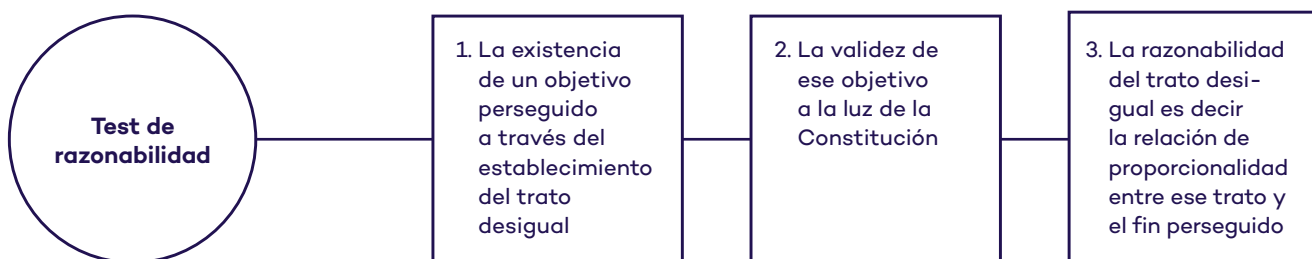 Test de
razonabilidad
1. La existencia
de un objetivo
perseguido
a través del
establecimiento
del trato
desigual
2. La validez de
ese objetivo
a la luz de la
Constitución
3. La razonabilidad
del trato desi-
gual es decir
la relación de
proporcionalidad
entre ese trato y
el fin perseguido